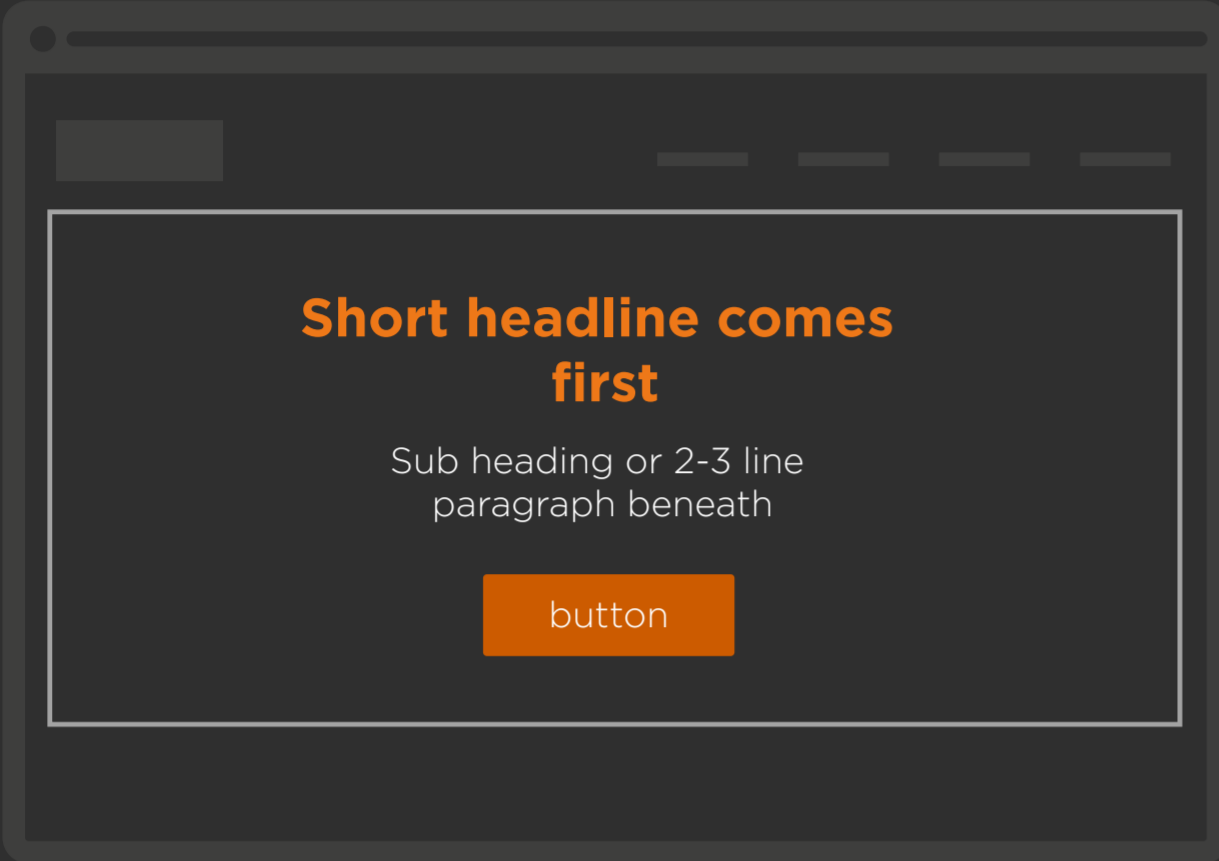 Short headline comes
first
Sub heading or 2-3 line
paragraph beneath
button